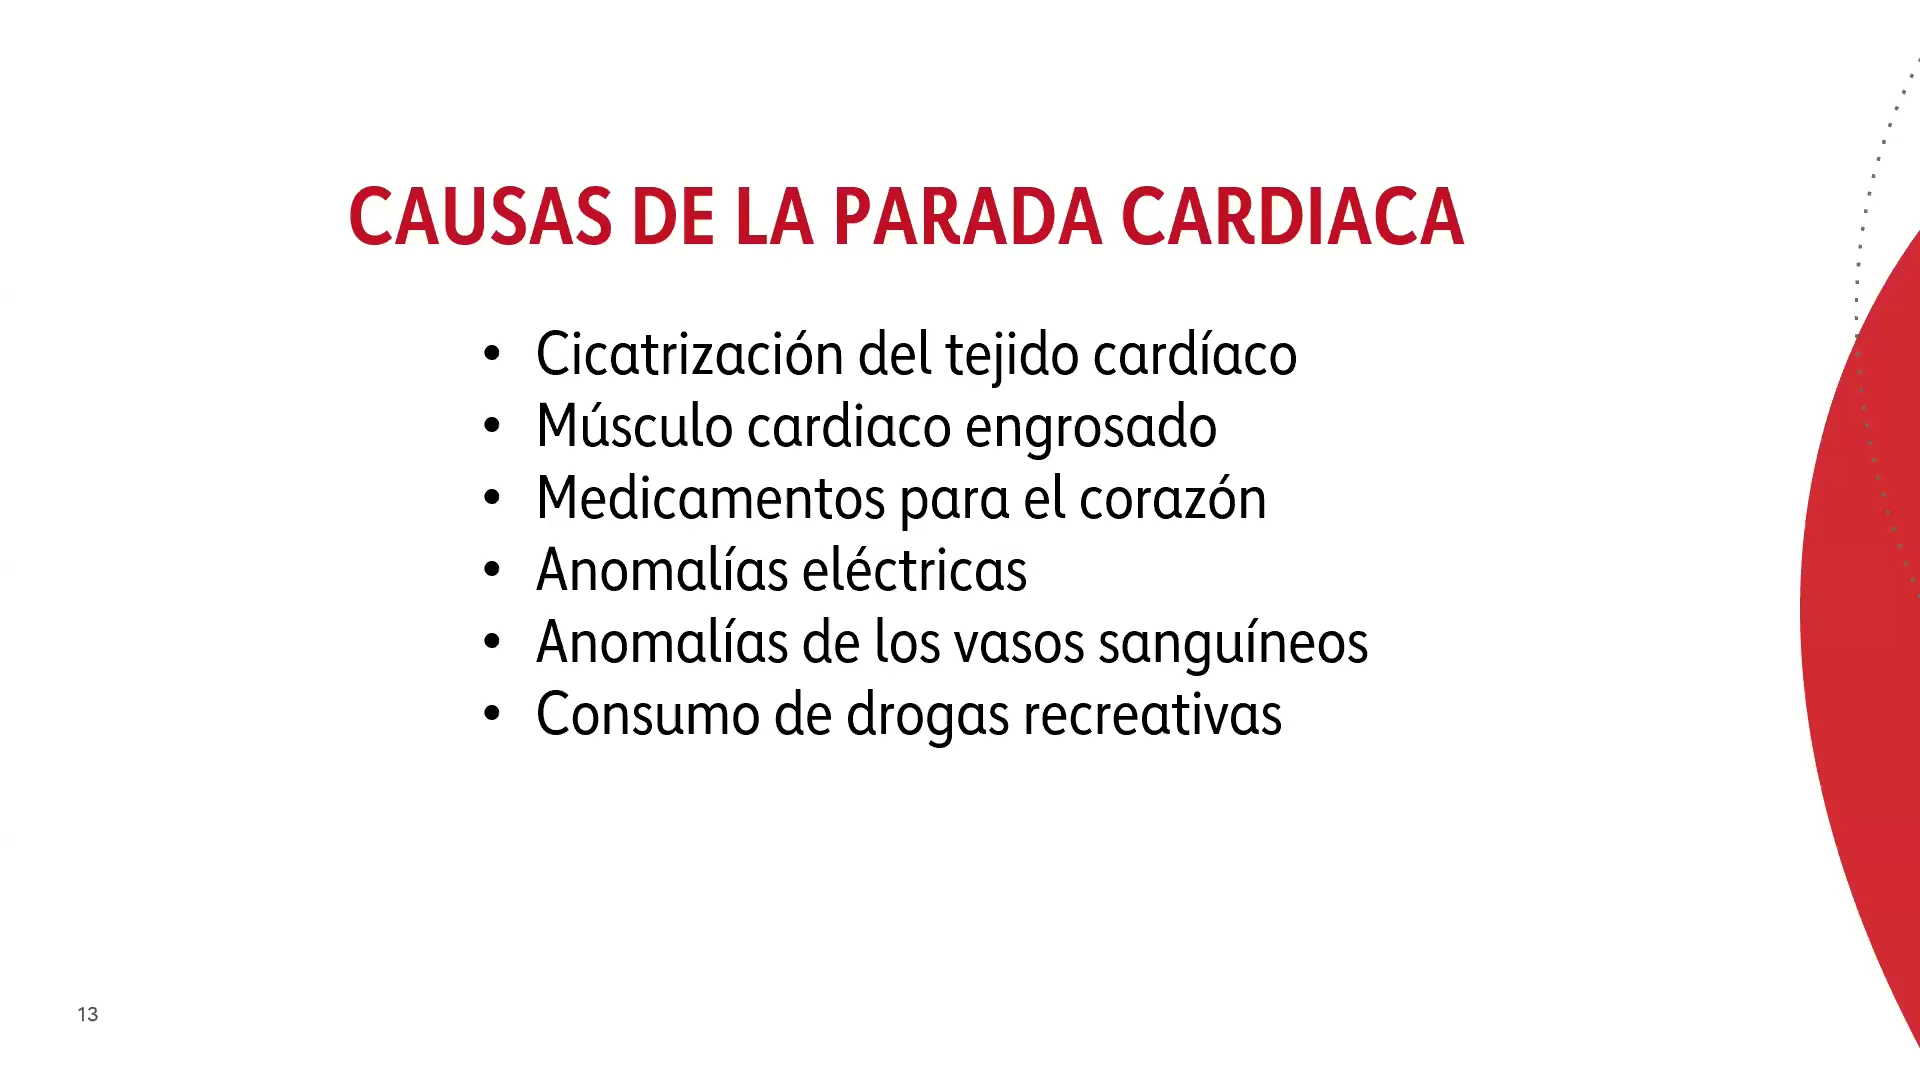 CAUSAS DE LA PARADA CARDIACA
• Cicatrización del tejido cardíaco
• Músculo cardiaco engrosado
• Medicamentos para el corazón
• Anomalías eléctricas
• Anomalías de los vasos sanguíneos
• Consumo de drogas recreativas
13